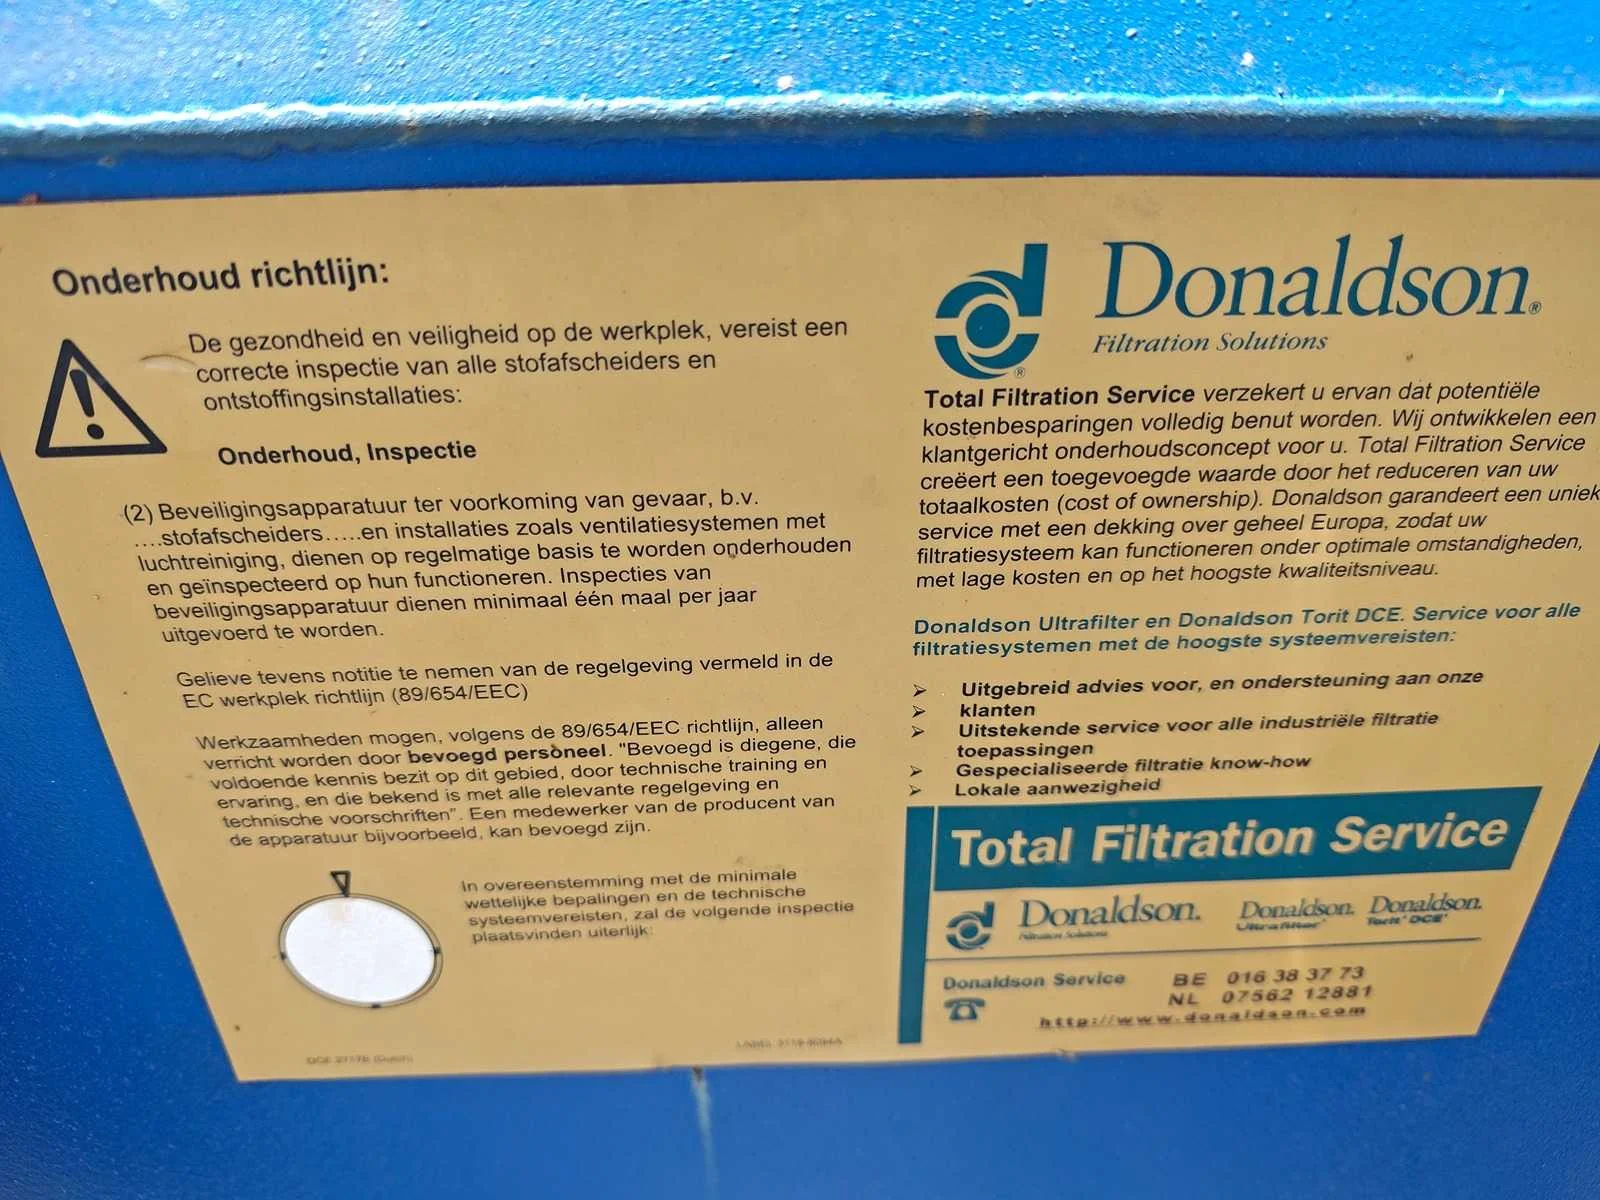 Onderhoud richtlijn:
De gezondheid en veiligheid op de werkplek, vereist een
correcte inspectie van alle stofafscheiders en
ontstoffingsinstallaties:
Onderhoud, Inspectie
(2) Beveiligingsapparatuur ter voorkoming van gevaar, b.v.
....stofafscheiders.....en installaties zoals ventilatiesystemen met
luchtreiniging, dienen op regelmatige basis te worden onderhouden
en geïnspecteerd op hun functioneren. Inspecties van
beveiligingsapparatuur dienen minimaal één maal per jaar
uitgevoerd te worden.
Gelieve tevens notitie te nemen van de regelgeving vermeld in de
EC werkplek richtlijn (89/654/EEC)
Werkzaamheden mogen, volgens de 89/654/EEC richtlijn, alleen
verricht worden door bevoegd personeel. "Bevoegd is diegene, die
voldoende kennis bezit op dit gebied, door technische training en
ervaring, en die bekend is met alle relevante regelgeving en
technische voorschriften". Een medewerker van de producent van
de apparatuur bijvoorbeeld, kan bevoegd zijn.
In overeenstemming met de minimale
wettelijke bepalingen en de technische
systeemvereisten, zal de volgende inspectie
plaatsvinden uiterlijk:
Donaldson®
Filtration Solutions
Total Filtration Service verzekert u ervan dat potentiële
kostenbesparingen volledig benut worden. Wij ontwikkelen een
klantgericht onderhoudsconcept voor u. Total Filtration Service
creëert een toegevoegde waarde door het reduceren van uw
totaalkosten (cost of ownership). Donaldson garandeert een uniek
service met een dekking over geheel Europa, zodat uw
filtratiesysteem kan functioneren onder optimale omstandigheden,
met lage kosten en op het hoogste kwaliteitsniveau.
Donaldson Ultrafilter en Donaldson Torit DCE. Service voor alle
filtratiesystemen met de hoogste systeemvereisten:
➢ Uitgebreid advies voor, en ondersteuning aan onze
➢ klanten
➢ Uitstekende service voor alle industriële filtratie
toepassingen
➢ Gespecialiseerde filtratie know-how
➢ Lokale aanwezigheid
Total Filtration Service
Donaldson. Donaldson. Donaldson.
Filtration Solutions Ultrafilter Torit DCE
Donaldson Service BE 016 38 37 73
NL 07562 12881
http://www.donaldson.com